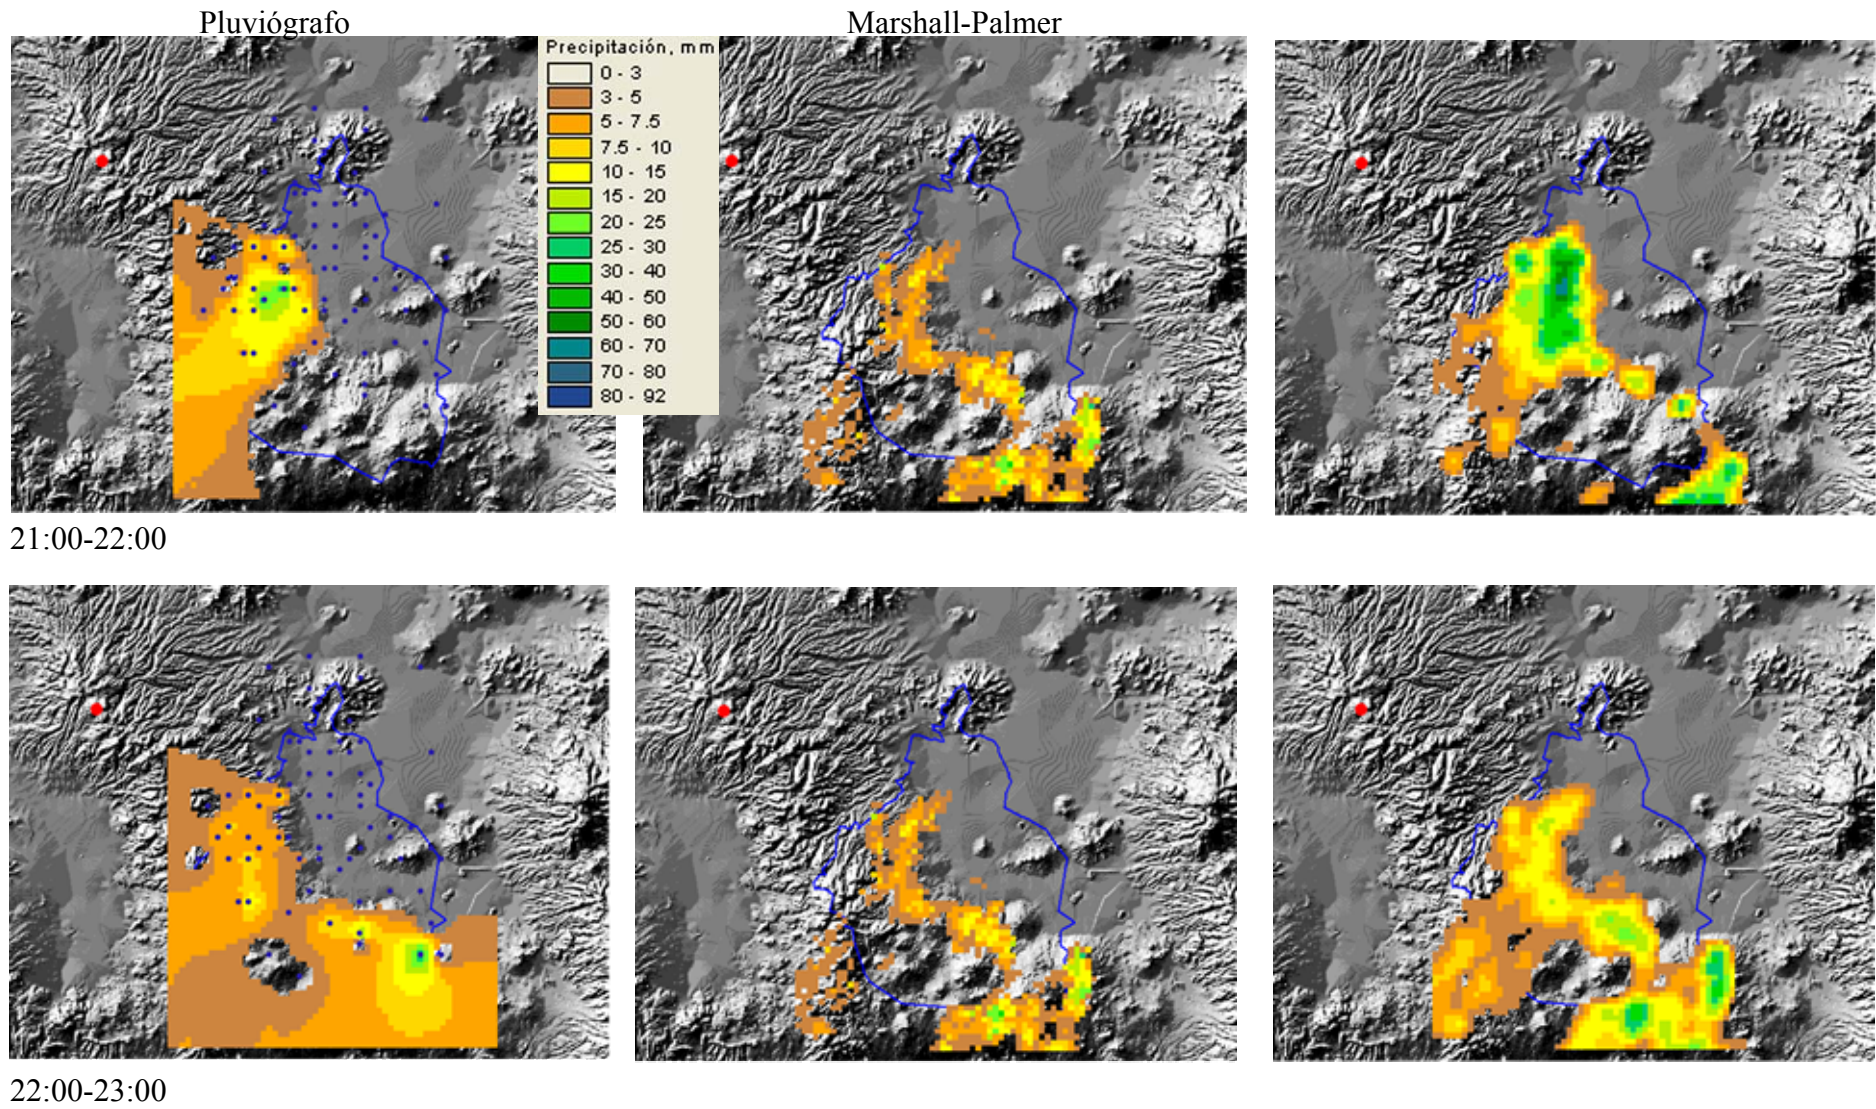 Pluviógrafo
Marshall-Palmer
Precipitación, mm
0 - 3
3 - 5
5 - 7.5
7.5 - 10
10 - 15
15 - 20
20 - 25
25 - 30
30 - 40
40 - 50
50 - 60
60 - 70
70 - 80
80 - 92
21:00-22:00
22:00-23:00